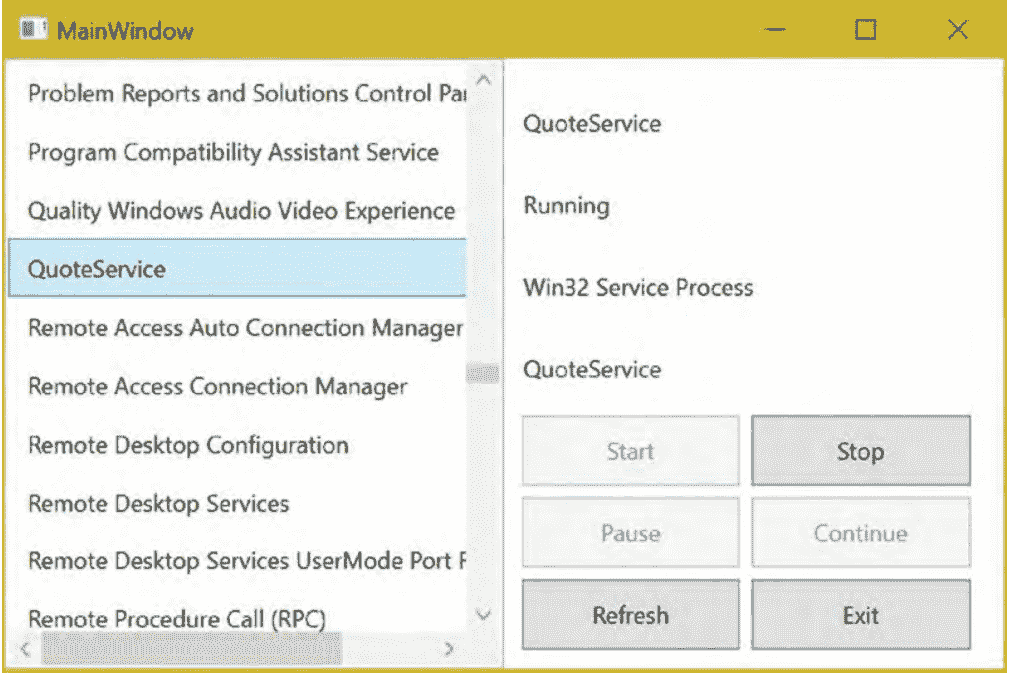 MainWindow
Problem Reports and Solutions Control
Program Compatibility Assistant Service
Quality Windows Audio Video Experience
QuoteService
Remote Access Auto Connection Manager
Remote Access Connection Manager
Remote Desktop Configuration
Remote Desktop Services
Remote Desktop Services UserMode Port
Remote Procedure Call (RPC)
QuoteService
Running
Win32 Service Process
QuoteService
Start
Stop
Pause
Continue
Refresh
Exit